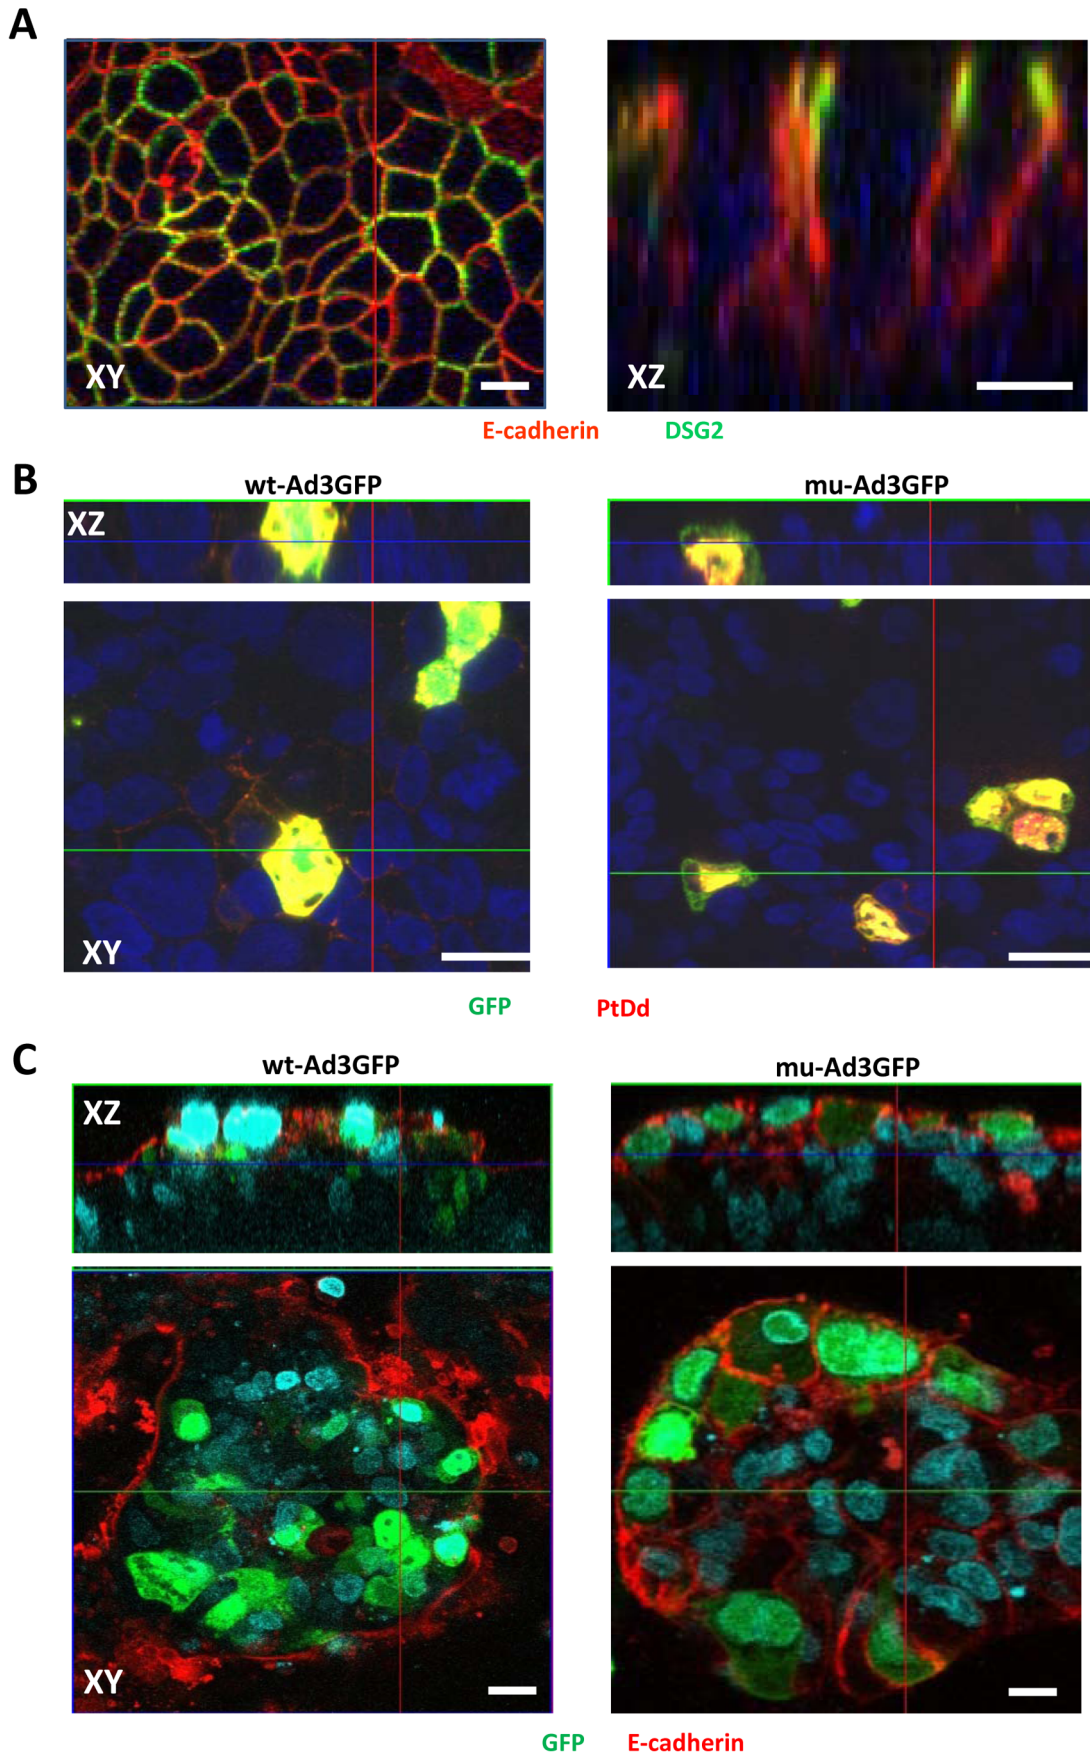 A
XY
XZ
E-cadherin DSG2
B
wt-Ad3GFP mu-Ad3GFP
XZ
XY
GFP PtDd
C
wt-Ad3GFP mu-Ad3GFP
XZ
XY
GFP E-cadherin